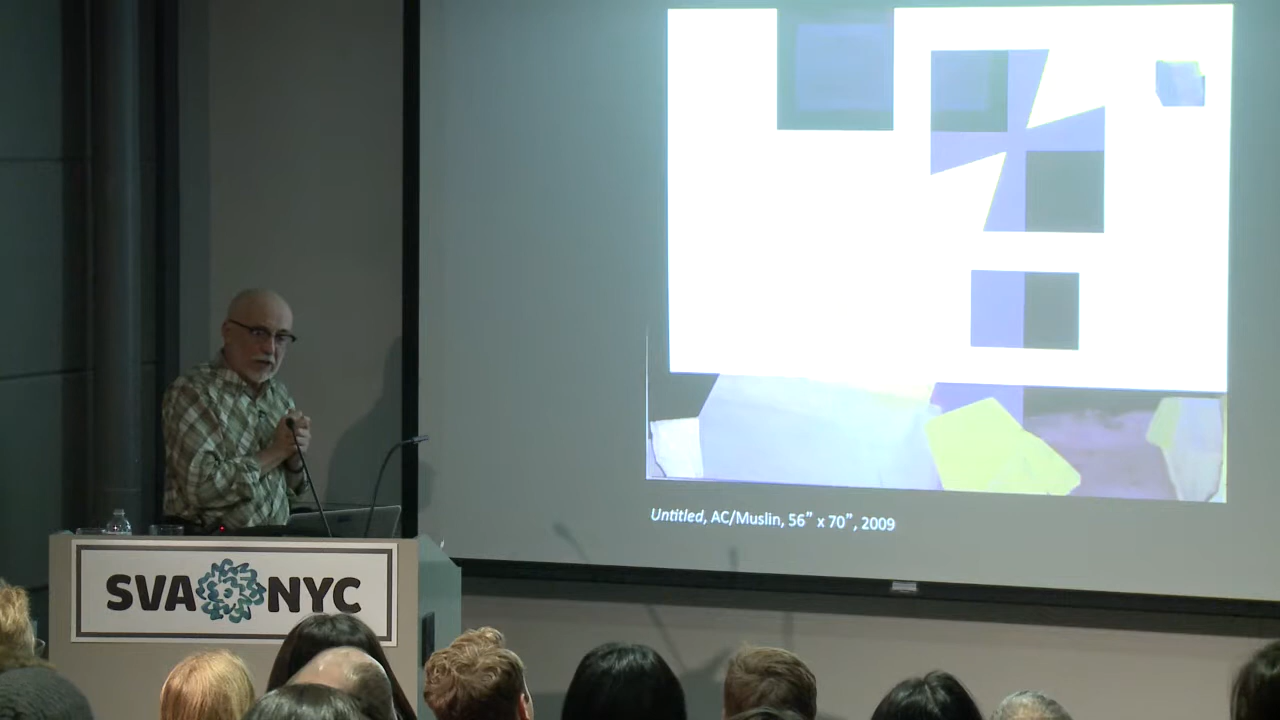 Untitled, AC/Muslin, 56” x 70”, 2009
SVA NYC